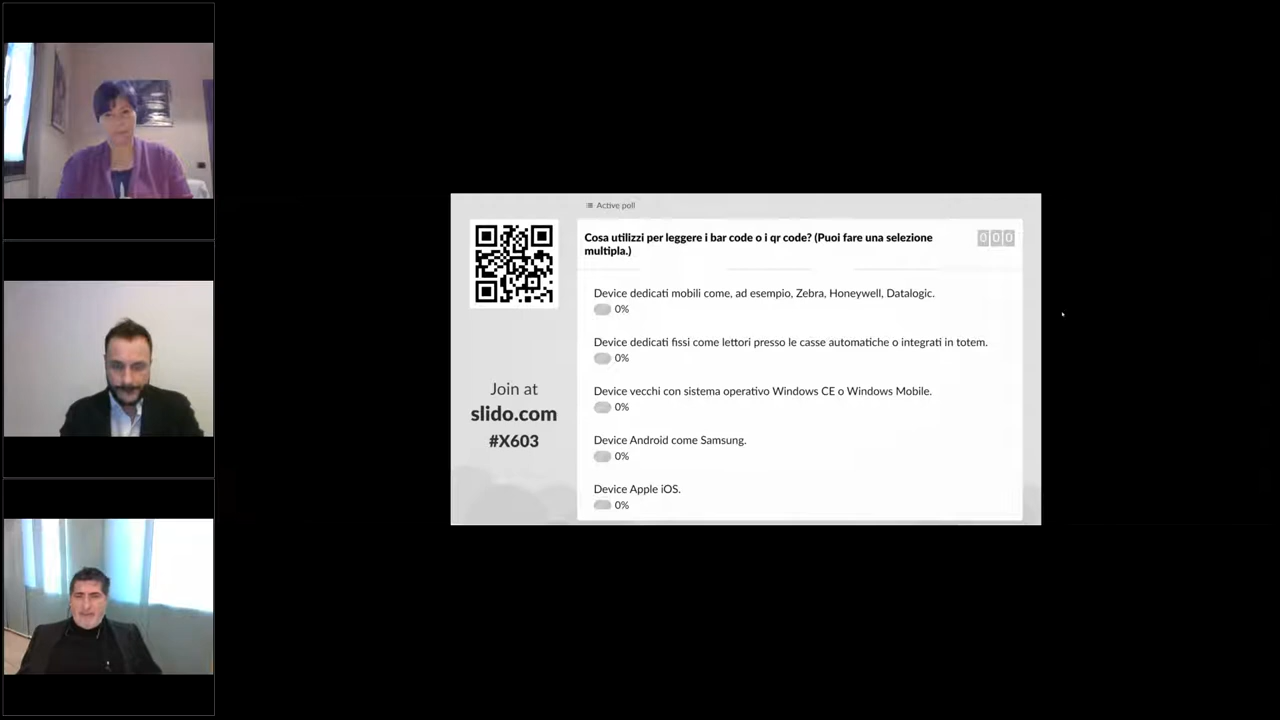 Active poll
Cosa utilizzi per leggere i bar code o i qr code? (Puoi fare una selezione
multipla.)
000
Device dedicati mobili come, ad esempio, Zebra, Honeywell, Datalogic.
0%
Device dedicati fissi come lettori presso le casse automatiche o integrati in totem.
0%
Device vecchi con sistema operativo Windows CE o Windows Mobile.
0%
Device Android come Samsung.
0%
Device Apple iOS.
0%
Join at
slido.com
#X603